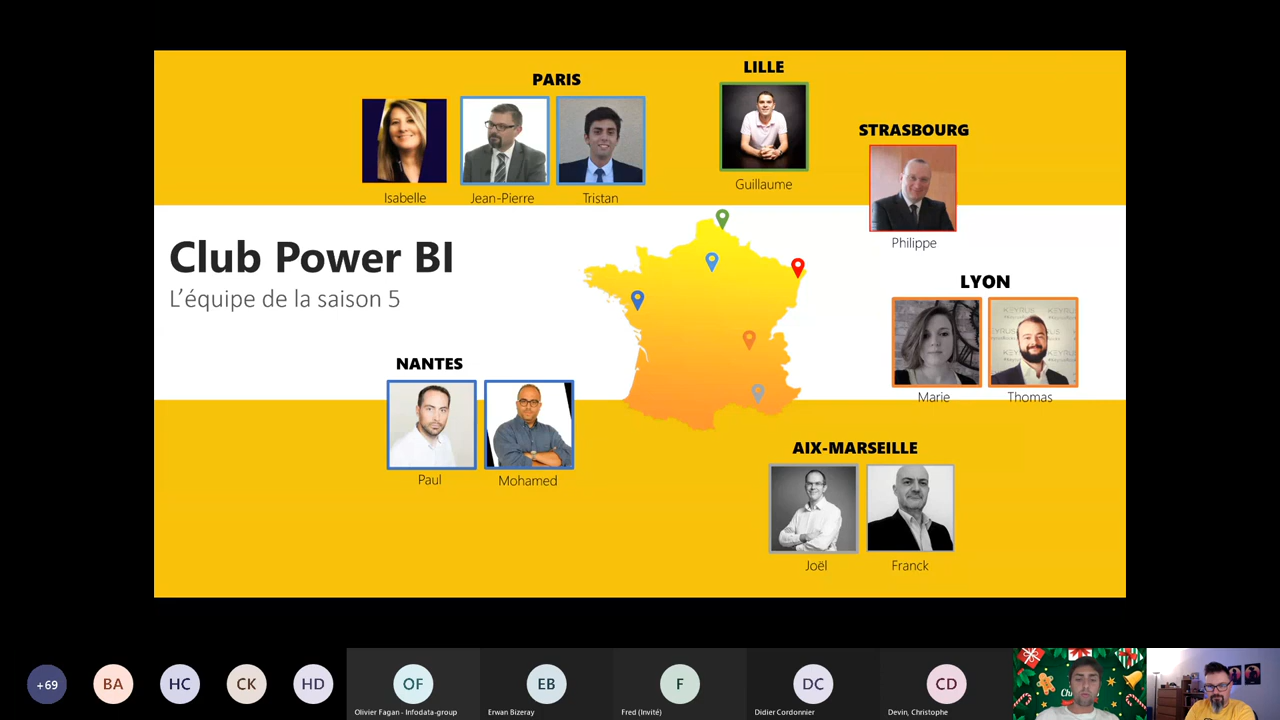 PARIS
LILLE
STRASBOURG
Isabelle
Jean-Pierre
Tristan
Guillaume
Philippe
Club Power BI
L'équipe de la saison 5
LYON
KEYRUS
Marie
Thomas
NANTES
Paul
Mohamed
AIX-MARSEILLE
Joël
Franck
+69
BA
HC
CK
HD
OF
Olivier Fagan - Infodata-group
EB
Erwan Bizeray
F
Fred (Invité)
DC
Didier Cordonnier
CD
Devin, Christophe